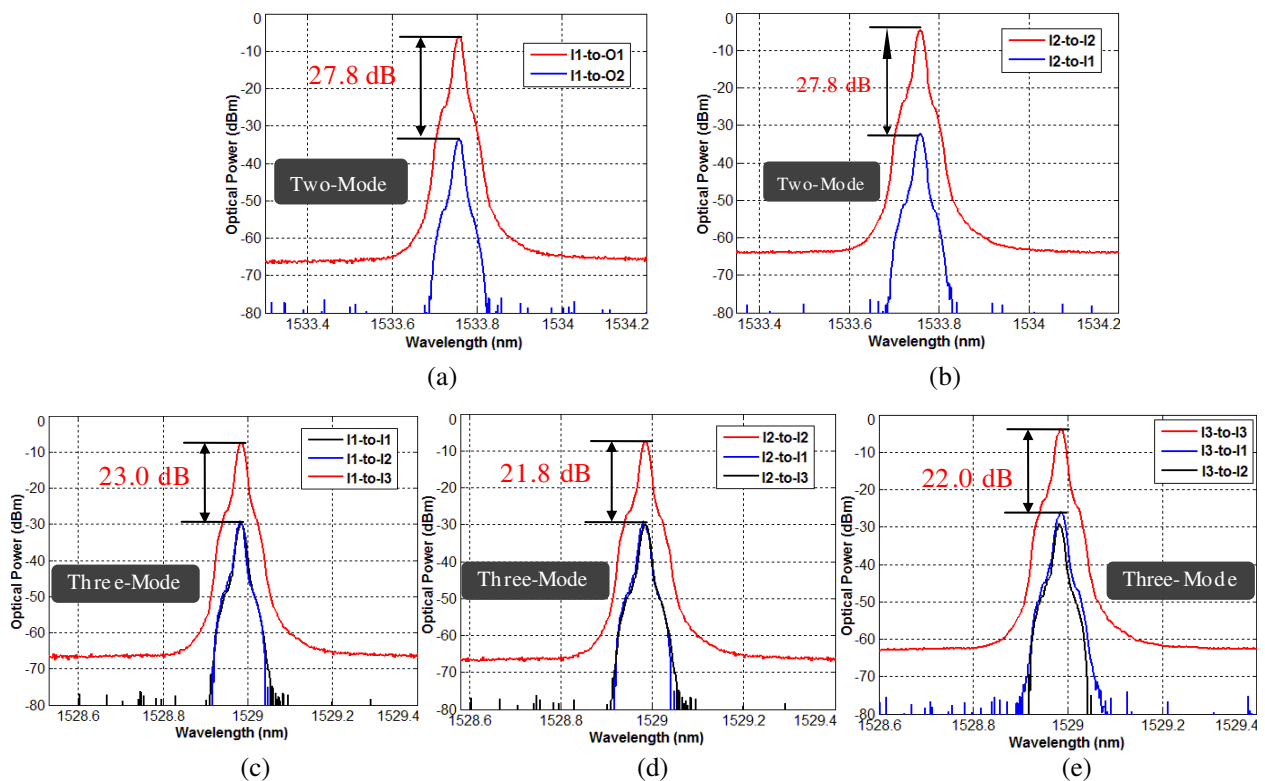 0
-10
-20
-30
-40
-50
-60
-70
-80
Optical Power (dBm)
27.8 dB
I1-to-O1
I1-to-O2
Two-Mode
1533.4 1533.6 1533.8 1534 1534.2
Wavelength (nm)
(a)
0
-10
-20
-30
-40
-50
-60
-70
-80
Optical Power (dBm)
27.8 dB
I2-to-I2
I2-to-I1
Two-Mode
1533.4 1533.6 1533.8 1534 1534.2
Wavelength (nm)
(b)
0
-10
-20
-30
-40
-50
-60
-70
-80
Optical Power (dBm)
23.0 dB
I1-to-I1
I1-to-I2
I1-to-I3
Three-Mode
1528.6 1528.8 1529 1529.2 1529.4
Wavelength (nm)
(c)
0
-10
-20
-30
-40
-50
-60
-70
-80
Optical Power (dBm)
21.8 dB
I2-to-I2
I2-to-I1
I2-to-I3
Three-Mode
1528.6 1528.8 1529 1529.2 1529.4
Wavelength (nm)
(d)
0
-10
-20
-30
-40
-50
-60
-70
-80
Optical Power (dBm)
22.0 dB
I3-to-I3
I3-to-I1
I3-to-I2
Three-Mode
1528.6 1528.8 1529 1529.2 1529.4
Wavelength (nm)
(e)